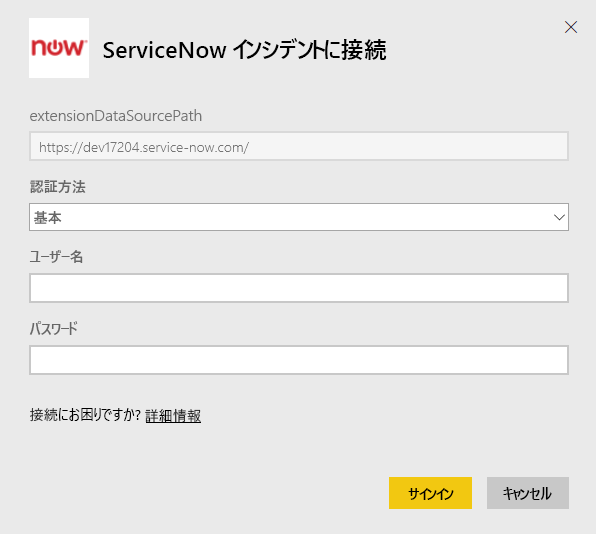 now
ServiceNow インシデントに接続
extensionDataSourcePath
https://dev17204.service-now.com/
認証方法
基本
ユーザー名
パスワード
接続にお困りですか? 詳細情報
サインイン キャンセル